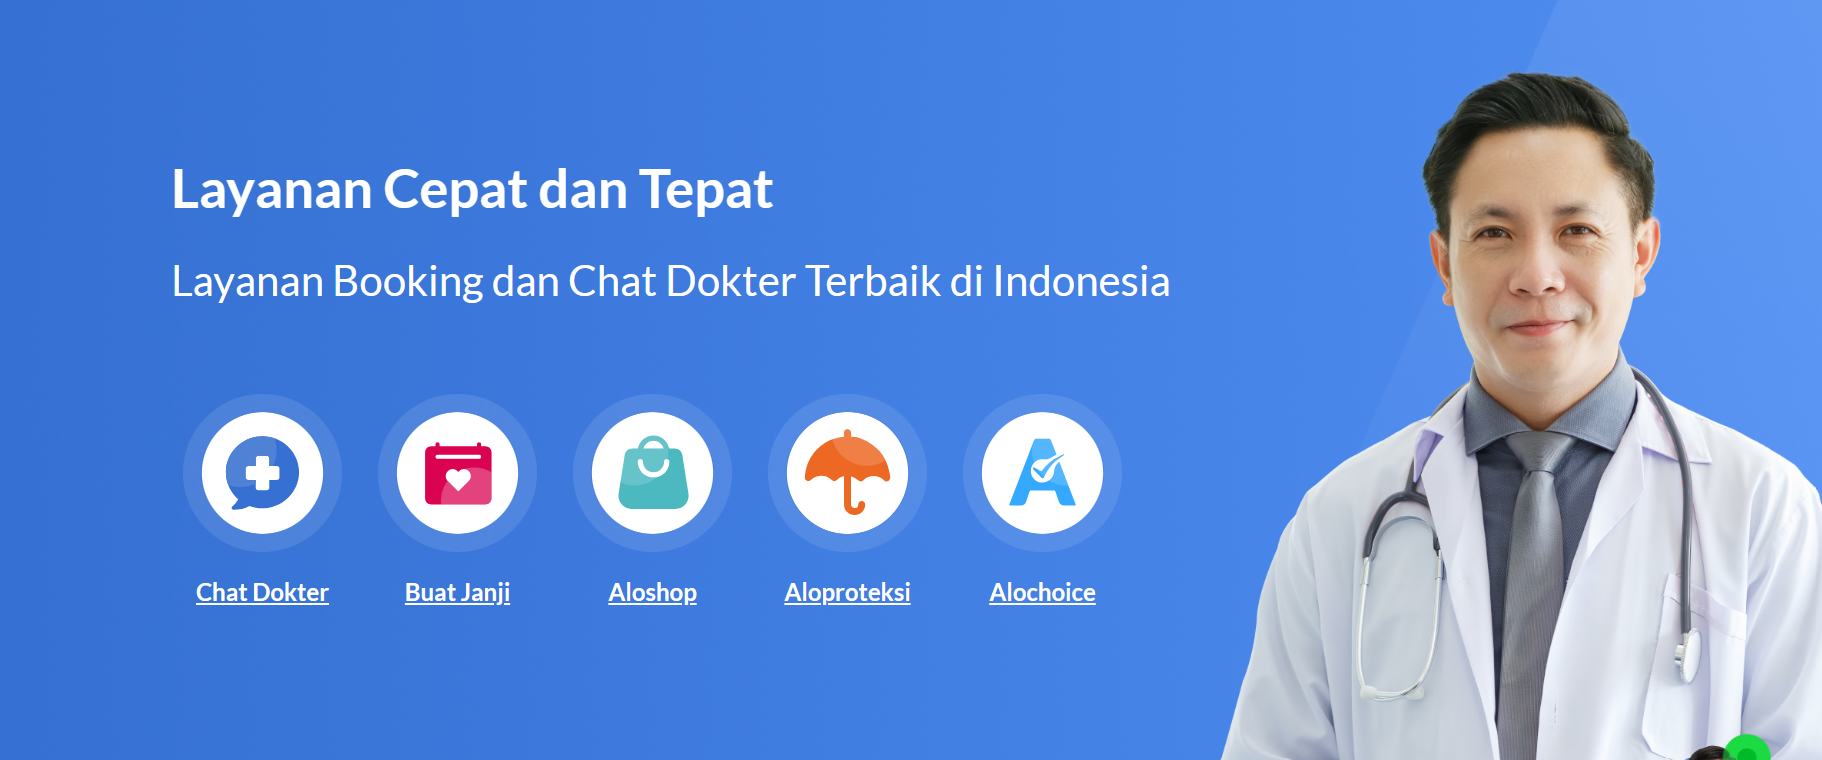 Layanan Cepat dan Tepat
Layanan Booking dan Chat Dokter Terbaik di Indonesia
Chat Dokter
Buat Janji
Aloshop
Aloproteksi
Alochoice